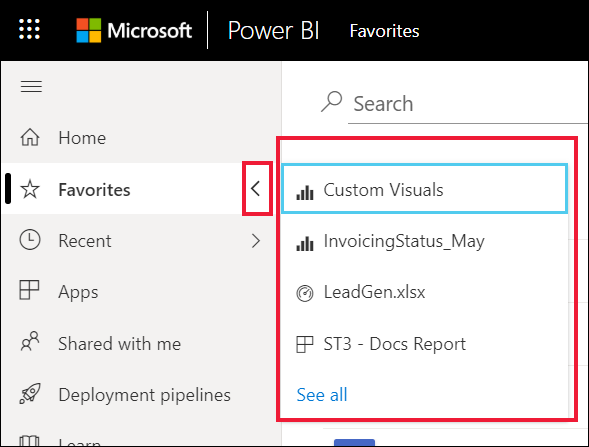 Microsoft
Power BI
Favorites
Search
Home
Favorites
Recent
Apps
Shared with me
Deployment pipelines
Learn
Custom Visuals
InvoicingStatus_May
LeadGen.xlsx
ST3 - Docs Report
See all